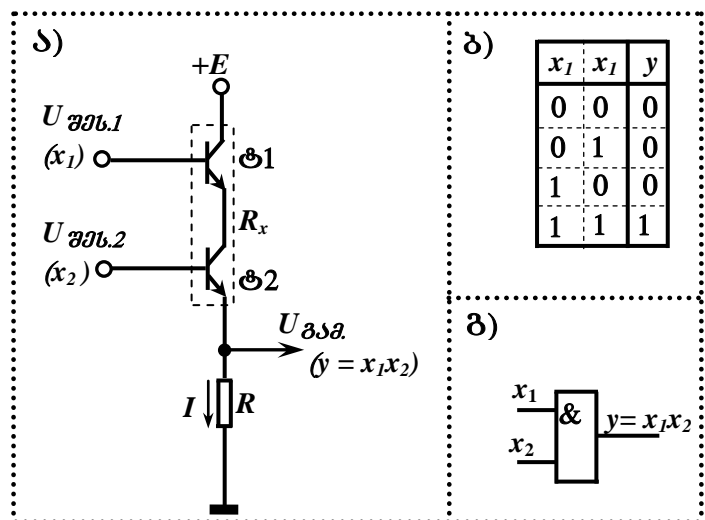 ა)
+E
U შეს.1
(x1)
ტ1
Rx
U შეს.2
(x2)
ტ2
U გამ.
(y = x1x2)
I
R
ბ)
x1 x1 y
0 0 0
0 1 0
1 0 0
1 1 1
გ)
x1
&
y= x1x2
x2